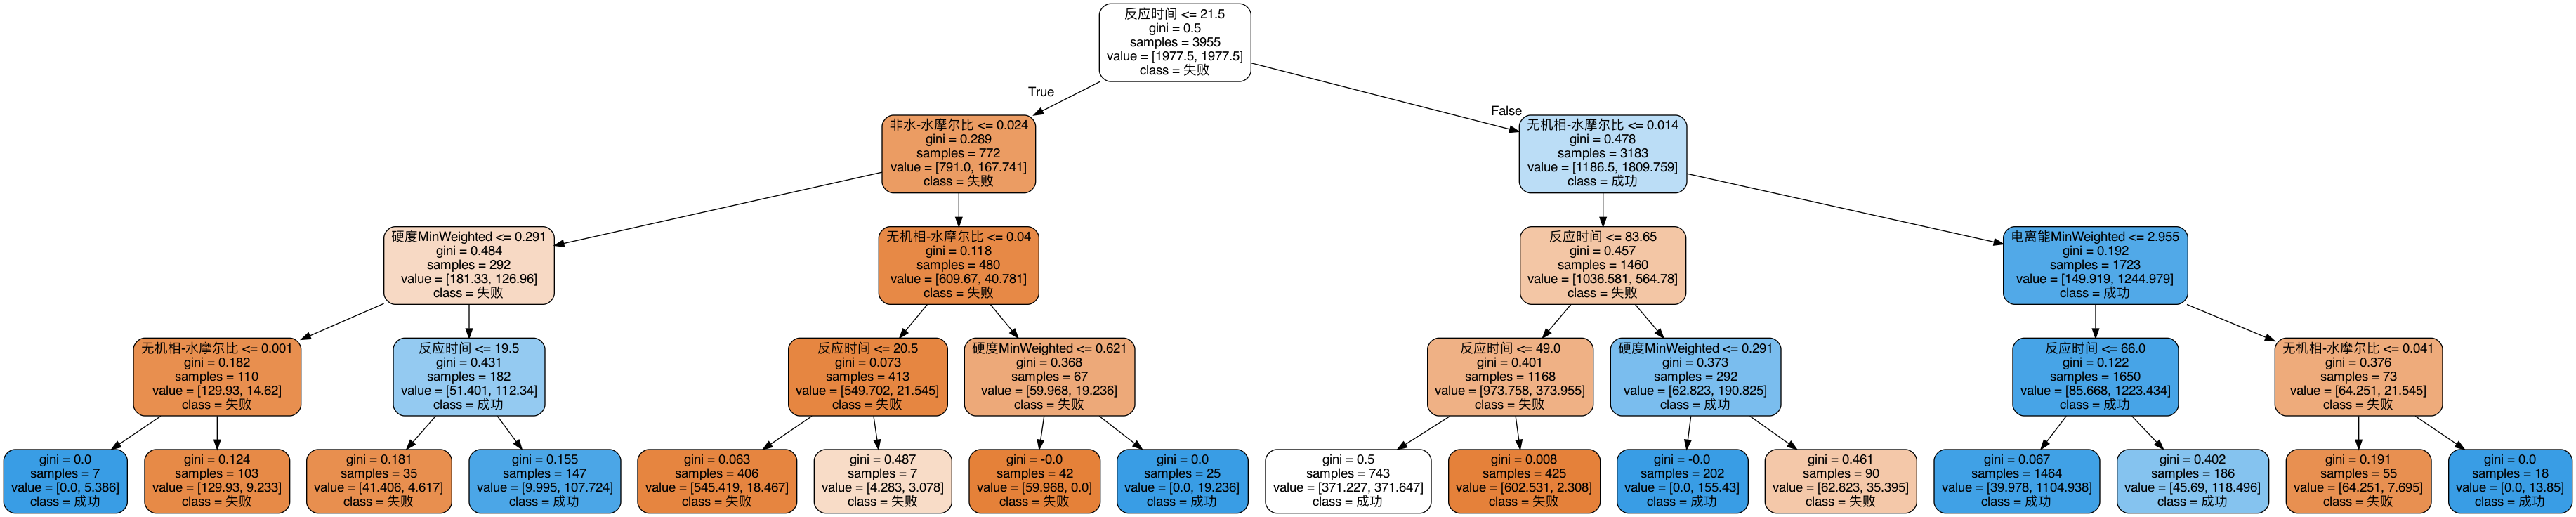 反应时间 <= 21.5
gini = 0.5
samples = 3955
value = [1977.5, 1977.5]
class = 失败
True
False
非水-水摩尔比 <= 0.024
gini = 0.289
samples = 772
value = [791.0, 167.741]
class = 失败
无机相-水摩尔比 <= 0.014
gini = 0.478
samples = 3183
value = [1186.5, 1809.759]
class = 成功
硬度MinWeighted <= 0.291
gini = 0.484
samples = 292
value = [181.33, 126.96]
class = 失败
无机相-水摩尔比 <= 0.04
gini = 0.118
samples = 480
value = [609.67, 40.781]
class = 失败
反应时间 <= 83.65
gini = 0.457
samples = 1460
value = [1036.581, 564.78]
class = 失败
电离能MinWeighted <= 2.955
gini = 0.192
samples = 1723
value = [149.919, 1244.979]
class = 成功
无机相-水摩尔比 <= 0.001
gini = 0.182
samples = 110
value = [129.93, 14.62]
class = 失败
反应时间 <= 19.5
gini = 0.431
samples = 182
value = [51.401, 112.34]
class = 成功
反应时间 <= 20.5
gini = 0.073
samples = 413
value = [549.702, 21.545]
class = 失败
硬度MinWeighted <= 0.621
gini = 0.368
samples = 67
value = [59.968, 19.236]
class = 失败
反应时间 <= 49.0
gini = 0.401
samples = 1168
value = [973.758, 373.955]
class = 失败
硬度MinWeighted <= 0.291
gini = 0.373
samples = 292
value = [62.823, 190.825]
class = 成功
反应时间 <= 66.0
gini = 0.122
samples = 1650
value = [85.668, 1223.434]
class = 成功
无机相-水摩尔比 <= 0.041
gini = 0.376
samples = 73
value = [64.251, 21.545]
class = 失败
gini = 0.0
samples = 7
value = [0.0, 5.386]
class = 成功
gini = 0.124
samples = 103
value = [129.93, 9.233]
class = 失败
gini = 0.181
samples = 35
value = [41.406, 4.617]
class = 失败
gini = 0.155
samples = 147
value = [9.995, 107.724]
class = 成功
gini = 0.063
samples = 406
value = [545.419, 18.467]
class = 失败
gini = 0.487
samples = 7
value = [4.283, 3.078]
class = 失败
gini = -0.0
samples = 42
value = [59.968, 0.0]
class = 失败
gini = 0.0
samples = 25
value = [0.0, 19.236]
class = 成功
gini = 0.5
samples = 743
value = [371.227, 371.647]
class = 成功
gini = 0.008
samples = 425
value = [602.531, 2.308]
class = 失败
gini = -0.0
samples = 202
value = [0.0, 155.43]
class = 成功
gini = 0.461
samples = 90
value = [62.823, 35.395]
class = 失败
gini = 0.067
samples = 1464
value = [39.978, 1104.938]
class = 成功
gini = 0.402
samples = 186
value = [45.69, 118.496]
class = 成功
gini = 0.191
samples = 55
value = [64.251, 7.695]
class = 失败
gini = 0.0
samples = 18
value = [0.0, 13.85]
class = 成功